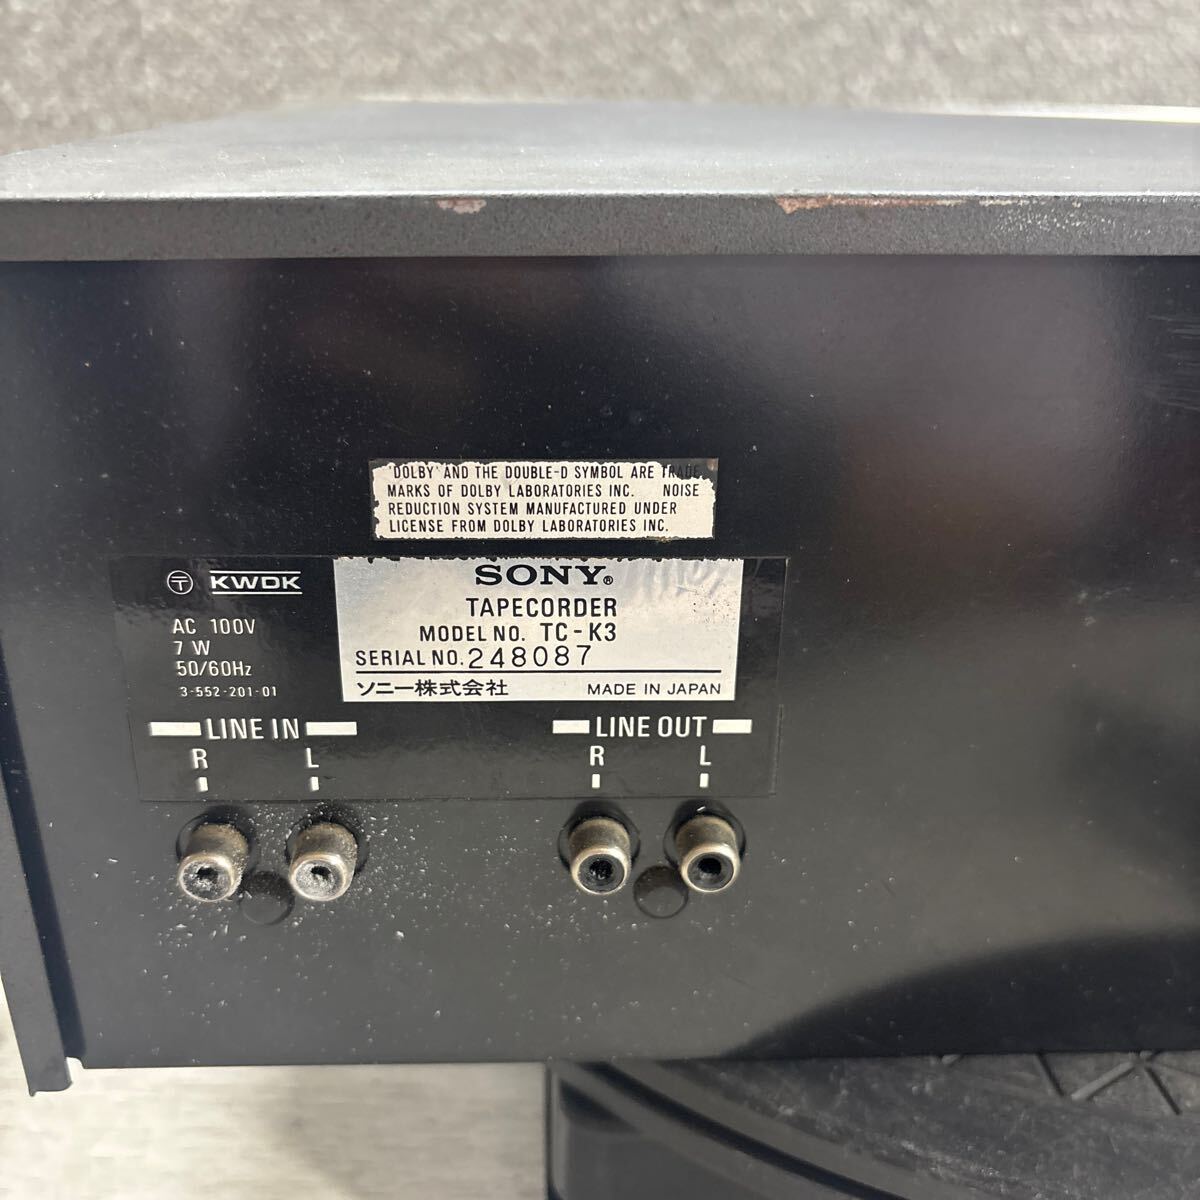 'DOLBY' AND THE DOUBLE-D SYMBOL ARE TRADE
MARKS OF DOLBY LABORATORIES INC. NOISE
REDUCTION SYSTEM MANUFACTURED UNDER
LICENSE FROM DOLBY LABORATORIES INC.
KWDK
AC 100V
7 W
50/60Hz
3-552-201-01
SONY®
TAPECORDER
MODEL NO. TC-K3
SERIAL NO. 248087
ソニー株式会社 MADE IN JAPAN
LINE IN
R L
LINE OUT
R L